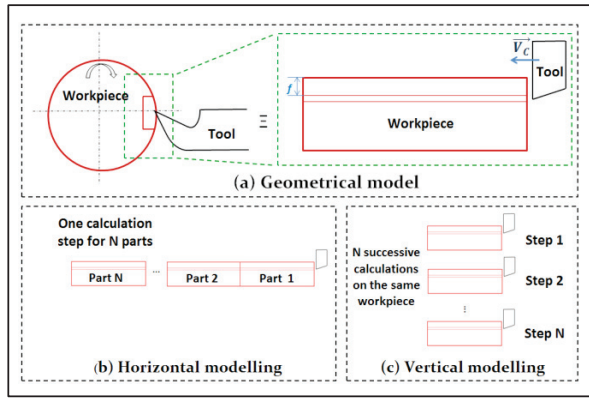 Workpiece
Tool
≡
f
V_C
Tool
Workpiece
(a) Geometrical model
One calculation
step for N parts
Part N ... Part 2 Part 1
(b) Horizontal modelling
N successive
calculations
on the same
workpiece
Step 1
Step 2
⋮
Step N
(c) Vertical modelling